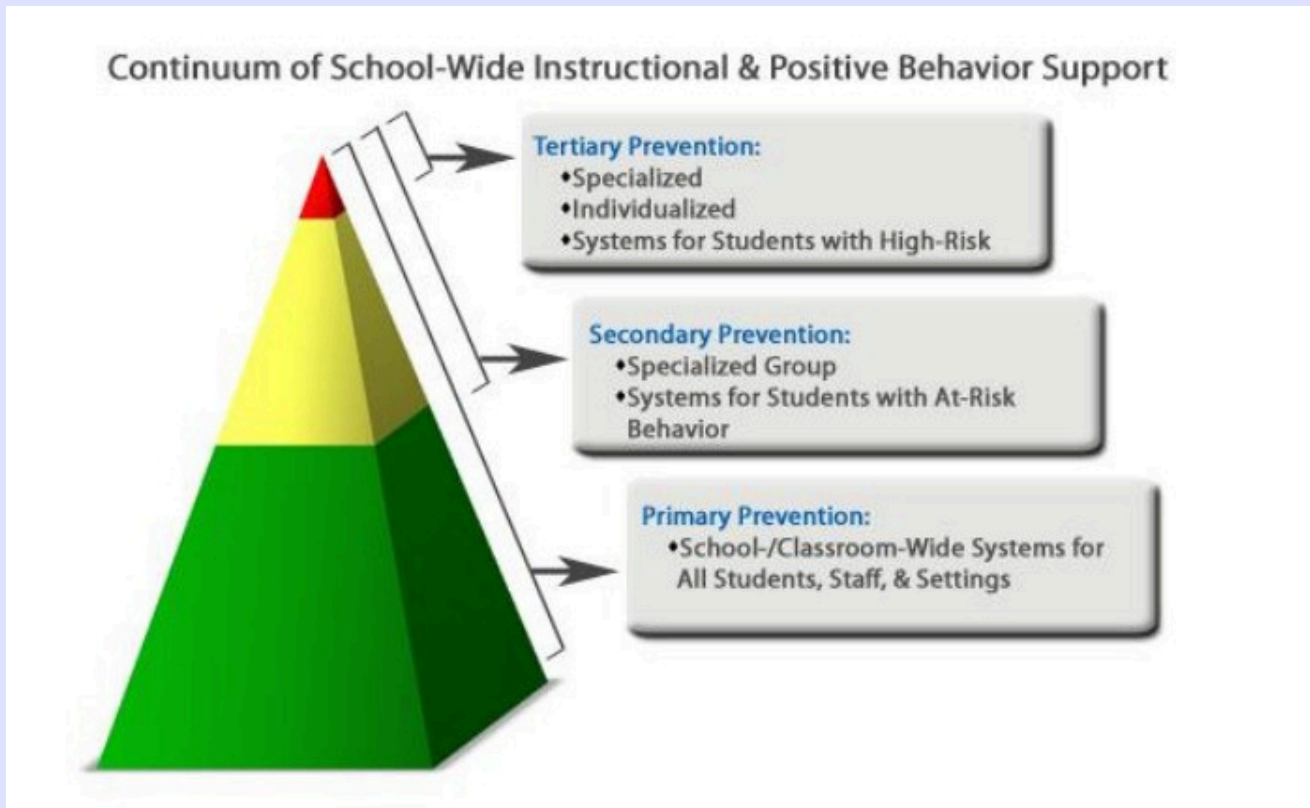 Continuum of School-Wide Instructional & Positive Behavior Support
Tertiary Prevention:
•Specialized
•Individualized
•Systems for Students with High-Risk
Secondary Prevention:
•Specialized Group
•Systems for Students with At-Risk
Behavior
Primary Prevention:
•School-/Classroom-Wide Systems for
All Students, Staff, & Settings